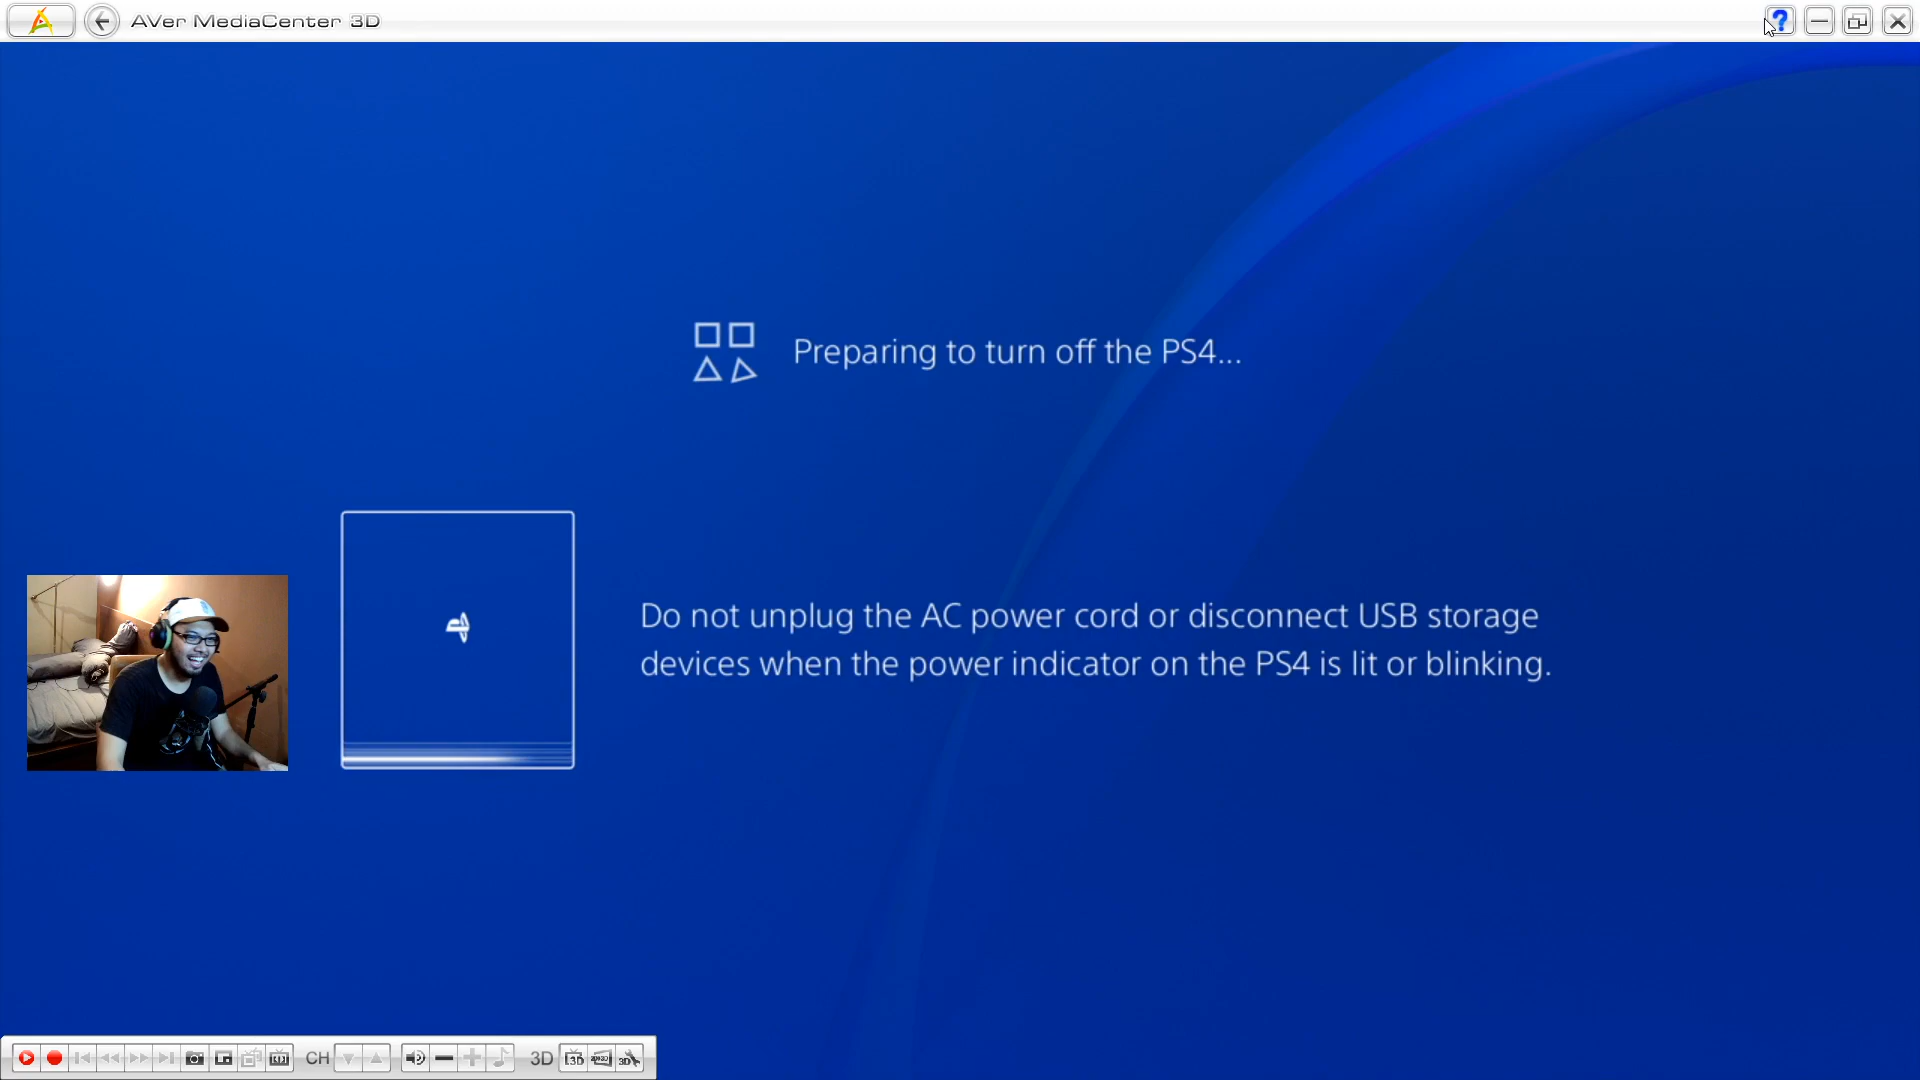 AVer MediaCenter 3D
?
Preparing to turn off the PS4...
Do not unplug the AC power cord or disconnect USB storage
devices when the power indicator on the PS4 is lit or blinking.
CH 3D